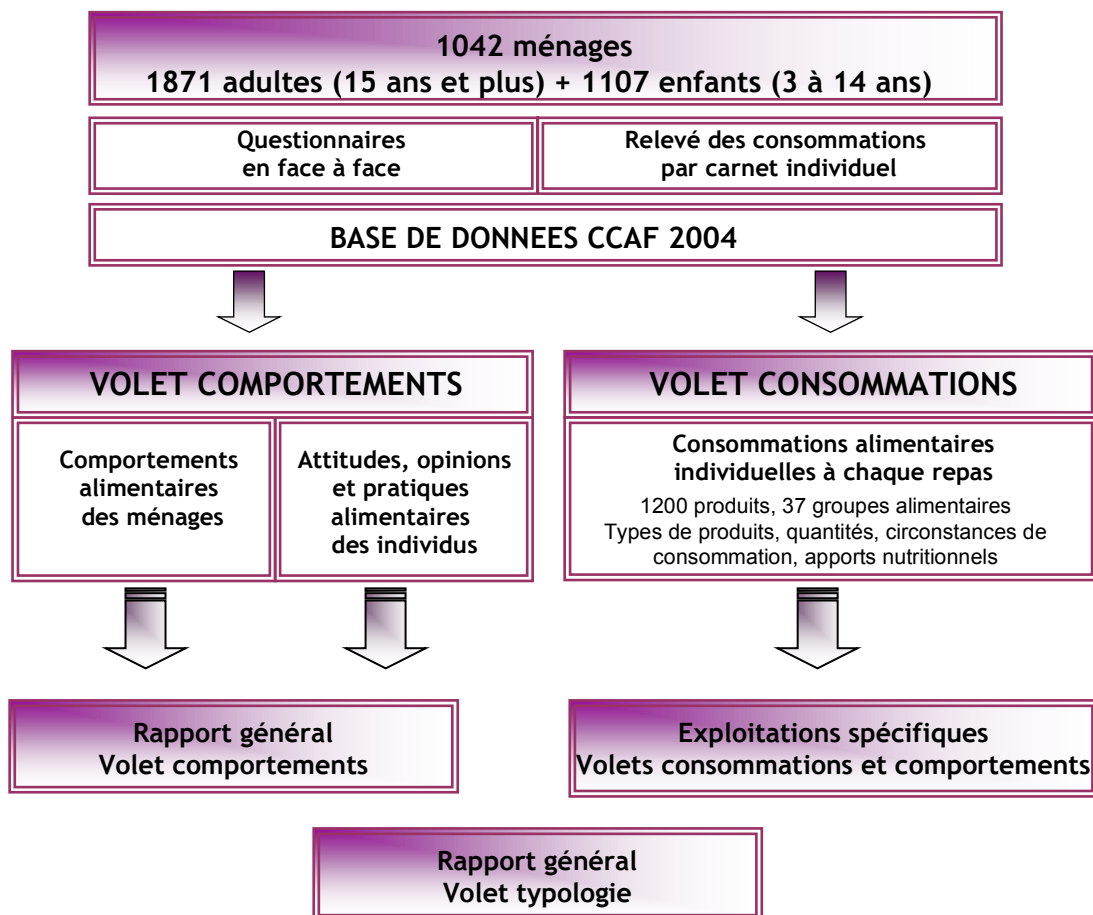 1042 ménages
1871 adultes (15 ans et plus) + 1107 enfants (3 à 14 ans)
Questionnaires
en face à face
Relevé des consommations
par carnet individuel
BASE DE DONNEES CCAF 2004
VOLET COMPORTEMENTS
Comportements
alimentaires
des ménages
Attitudes, opinions
et pratiques
alimentaires
des individus
VOLET CONSOMMATIONS
Consommations alimentaires
individuelles à chaque repas
1200 produits, 37 groupes alimentaires
Types de produits, quantités, circonstances de
consommation, apports nutritionnels
Rapport général
Volet comportements
Exploitations spécifiques
Volets consommations et comportements
Rapport général
Volet typologie